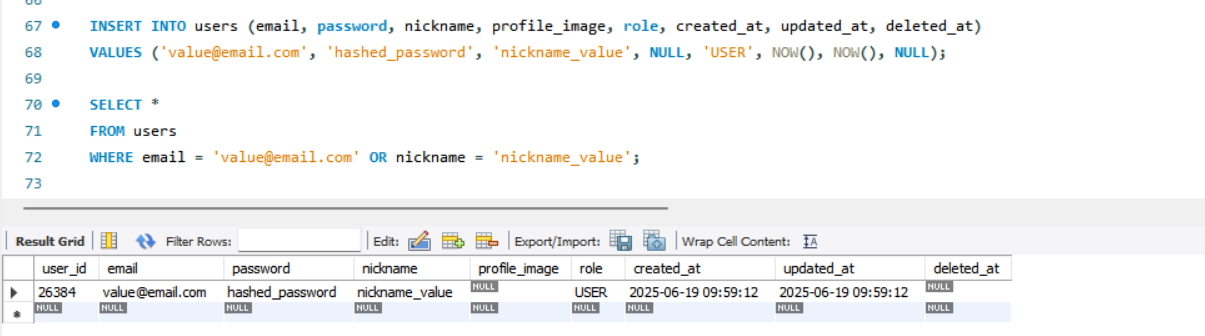 66
67 INSERT INTO users (email, password, nickname, profile_image, role, created_at, updated_at, deleted_at)
68 VALUES ('value@email.com', 'hashed_password', 'nickname_value', NULL, 'USER', NOW(), NOW(), NULL);
69
70 SELECT *
71 FROM users
72 WHERE email = 'value@email.com' OR nickname = 'nickname_value';
73
Result Grid Filter Rows: Edit: Export/Import: Wrap Cell Content: IA
user_id email password nickname profile_image role created_at updated_at deleted_at
26384 value@email.com hashed_password nickname_value NULL USER 2025-06-19 09:59:12 2025-06-19 09:59:12 NULL
NULL NULL NULL NULL NULL NULL NULL NULL NULL